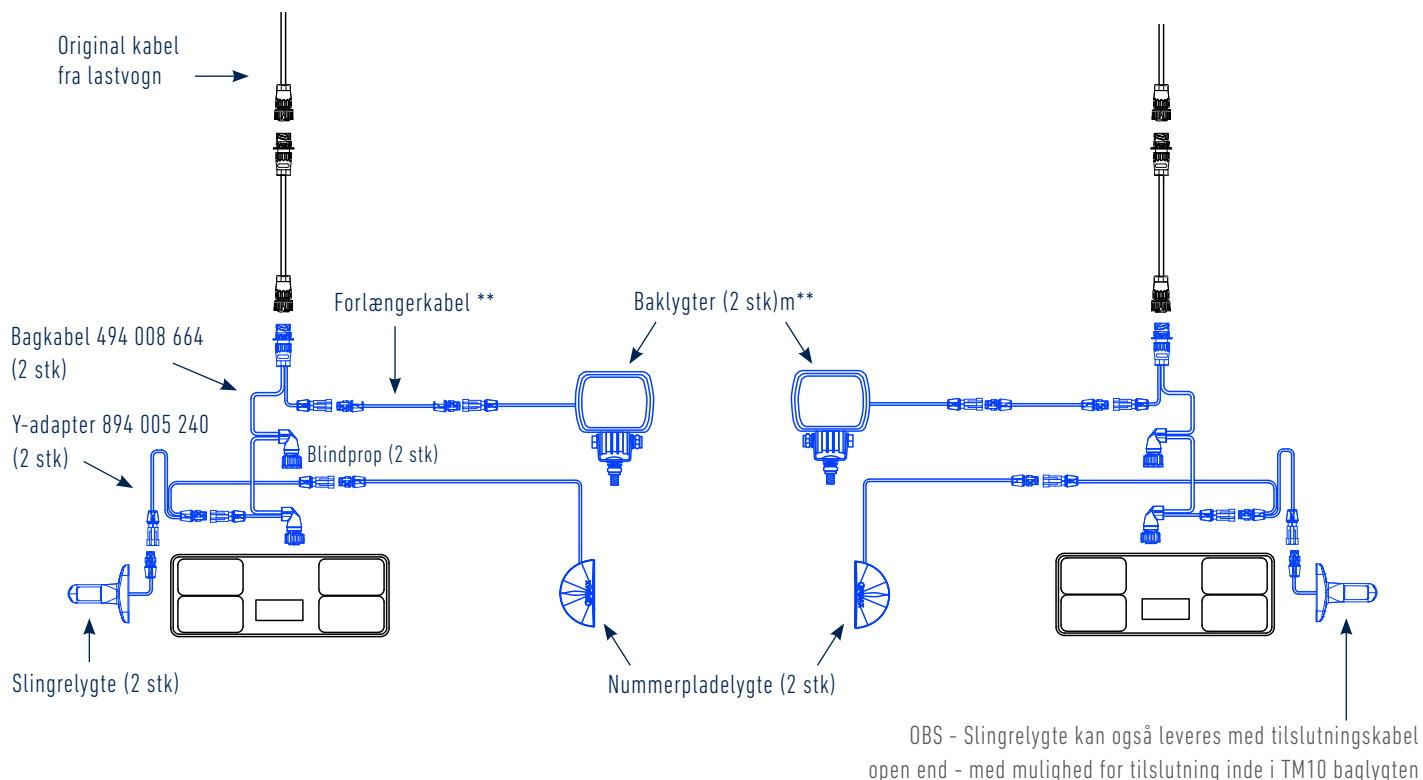 Original kabel
fra lastvogn
Forlængerkabel **
Baklygter (2 stk)m**
Bagkabel 494 008 664
(2 stk)
Y-adapter 894 005 240
(2 stk)
Blindprop (2 stk)
Slingrelygte (2 stk)
Nummerpladelygte (2 stk)
OBS - Slingrelygte kan også leveres med tilslutningskabel
open end - med mulighed for tilslutning inde i TM10 baglygten